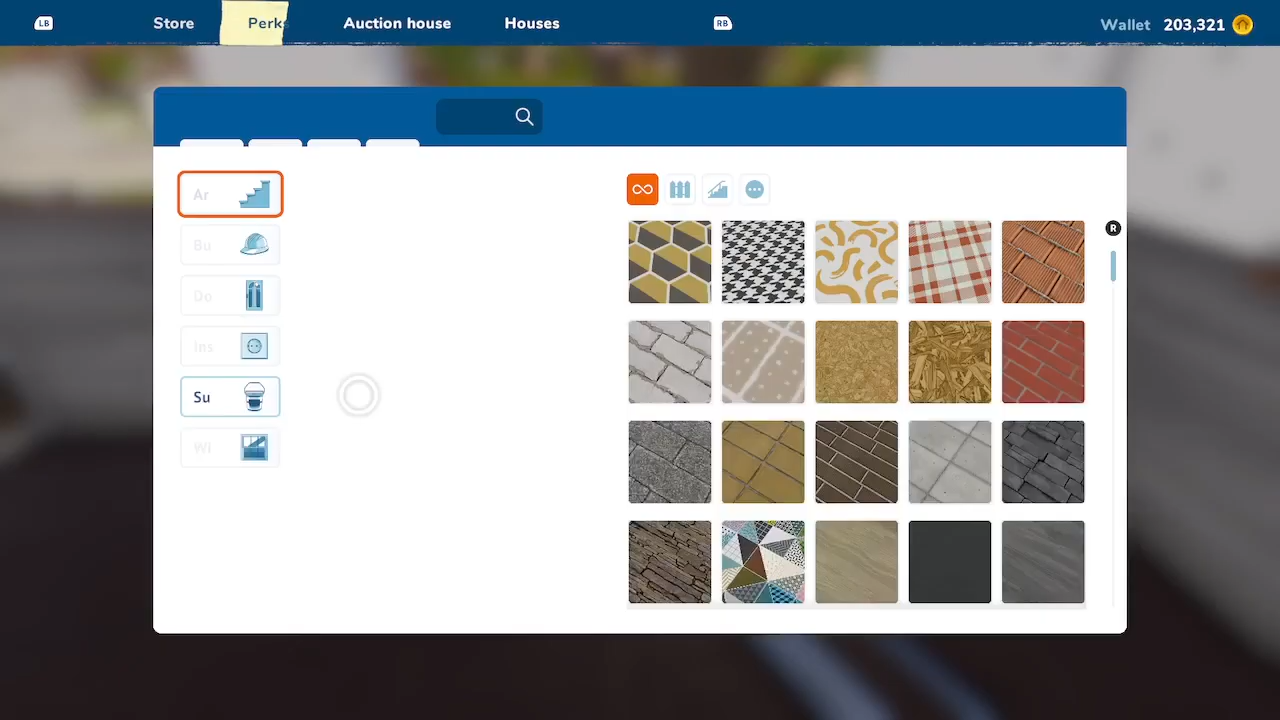 LB Store Perks Auction house Houses RB Wallet 203,321
Ar
Bu
Do
Ins
Su
Wi
R